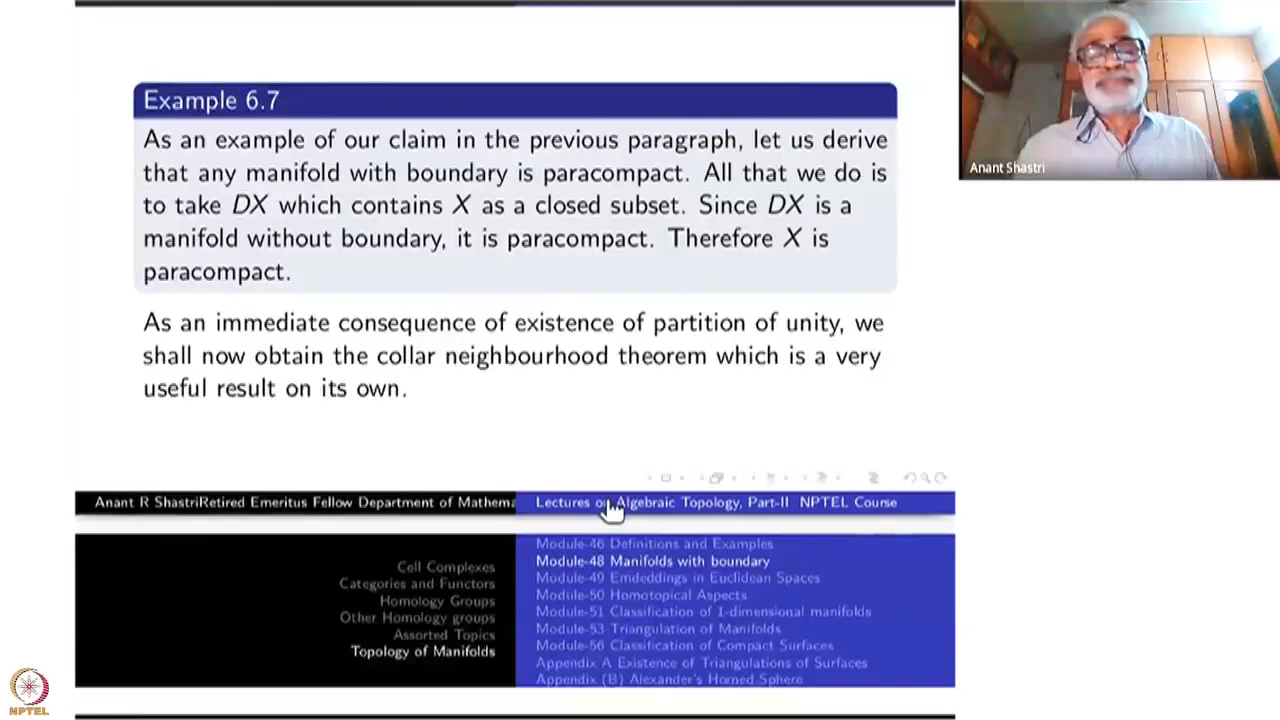 Example 6.7
As an example of our claim in the previous paragraph, let us derive
that any manifold with boundary is paracompact. All that we do is
to take DX which contains X as a closed subset. Since DX is a
manifold without boundary, it is paracompact. Therefore X is
paracompact.
As an immediate consequence of existence of partition of unity, we
shall now obtain the collar neighbourhood theorem which is a very
useful result on its own.
Anant Shastri
Anant R ShastriRetired Emeritus Fellow Department of Mathema
Lectures on Algebraic Topology, Part-II NPTEL Course
Cell Complexes
Categories and Functors
Homology Groups
Other Homology groups
Assorted Topics
Topology of Manifolds
Module-46 Definitions and Examples
Module-48 Manifolds with boundary
Module-49 Emdeddings in Euclidean Spaces
Module-50 Homotopical Aspects
Module-51 Classification of 1-dimensional manifolds
Module-53 Triangulation of Manifolds
Module-56 Classification of Compact Surfaces
Appendix A Existence of Triangulations of Surfaces
Appendix (B) Alexander's Horned Sphere
NPTEL